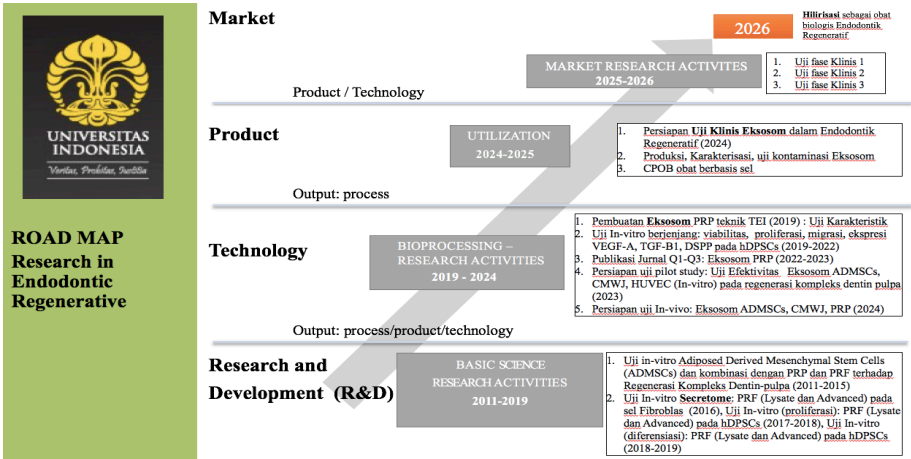 UNIVERSITAS
INDONESIA
Veritas, Probitas, Justitia
ROAD MAP
Research in
Endodontic
Regenerative
Market
2026
Hilirisasi sebagai obat
biologis Endodontik
Regeneratif
MARKET RESEARCH ACTIVITES
2025-2026
1. Uji fase Klinis 1
2. Uji fase Klinis 2
3. Uji fase Klinis 3
Product / Technology
Product
UTILIZATION
2024-2025
1. Persiapan Uji Klinis Eksosom dalam Endodontik
Regeneratif (2024)
2. Produksi, Karakterisasi, uji kontaminasi Eksosom
3. CPOB obat berbasis sel
Output: process
Technology
BIOPROCESSING –
RESEARCH ACTIVITIES
2019 - 2024
1. Pembuatan Eksosom PRP teknik TEI (2019) : Uji Karakteristik
2. Uji In-vitro berjenjang: viabilitas, proliferasi, migrasi, ekspresi
VEGF-A, TGF-B1, DSPP pada hDPSCs (2019-2022)
3. Publikasi Jurnal Q1-Q3: Eksosom PRP (2022-2023)
4. Persiapan uji pilot study: Uji Efektivitas Eksosom ADMSCs,
CMWJ, HUVEC (In-vitro) pada regenerasi kompleks dentin pulpa
(2023)
5. Persiapan uji In-vivo: Eksosom ADMSCs, CMWJ, PRP (2024)
Output: process/product/technology
Research and
Development (R&D)
BASIC SCIENCE
RESEARCH ACTIVITIES
2011-2019
1. Uji in-vitro Adiposed Derived Mesenchymal Stem Cells
(ADMSCs) dan kombinasi dengan PRP dan PRF terhadap
Regenerasi Kompleks Dentin-pulpa (2011-2015)
2. Uji In-vitro Secretome: PRF (Lysate dan Advanced) pada
sel Fibroblas (2016), Uji In-vitro (proliferasi): PRF (Lysate
dan Advanced) pada hDPSCs (2017-2018), Uji In-vitro
(diferensiasi): PRF (Lysate dan Advanced) pada hDPSCs
(2018-2019)